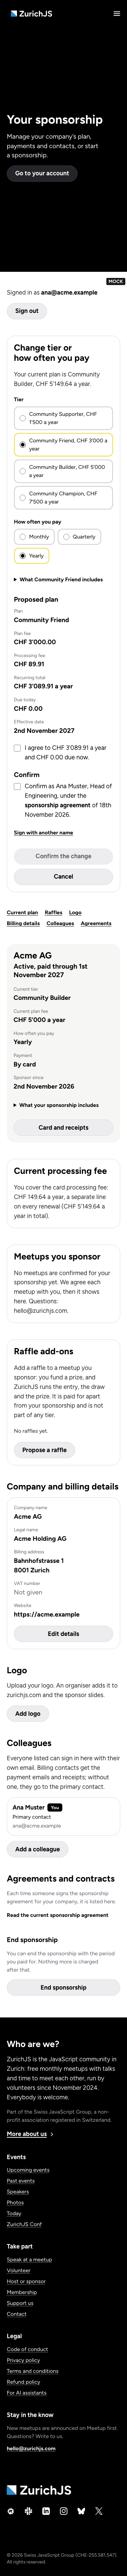 ZurichJS
Your sponsorship
Manage your company's plan,
payments and contacts, or start
a sponsorship.
Go to your account
MOCK
Signed in as ana@acme.example
Sign out
Change tier or
how often you pay
Your current plan is Community
Builder, CHF 5'149.64 a year.
Tier
Community Supporter, CHF
1'500 a year
Community Friend, CHF 3'000 a
year
Community Builder, CHF 5'000
a year
Community Champion, CHF
7'500 a year
How often you pay
Monthly
Quarterly
Yearly
What Community Friend includes
Proposed plan
Plan
Community Friend
Plan fee
CHF 3'000.00
Processing fee
CHF 89.91
Recurring total
CHF 3'089.91 a year
Due today
CHF 0.00
Effective date
2nd November 2027
I agree to CHF 3'089.91 a year
and CHF 0.00 due now.
Confirm
Confirm as Ana Muster, Head of
Engineering, under the
sponsorship agreement of 18th
November 2026.
Sign with another name
Confirm the change
Cancel
Current plan Raffles Logo
Billing details Colleagues Agreements
Acme AG
Active, paid through 1st
November 2027
Current tier
Community Builder
Current plan fee
CHF 5'000 a year
How often you pay
Yearly
Payment
By card
Sponsor since
2nd November 2026
What your sponsorship includes
Card and receipts
Current processing fee
You cover the card processing fee:
CHF 149.64 a year, a separate line
on every renewal (CHF 5'149.64 a
year in total).
Meetups you sponsor
No meetups are confirmed for your
sponsorship yet. We agree each
meetup with you, then it shows
here. Questions:
hello@zurichjs.com.
Raffle add-ons
Add a raffle to a meetup you
sponsor: you fund a prize, and
ZurichJS runs the entry, the draw
and the prize. It is paid for apart
from your sponsorship and is not
part of any tier.
No raffles yet.
Propose a raffle
Company and billing details
Company name
Acme AG
Legal name
Acme Holding AG
Billing address
Bahnhofstrasse 1
8001 Zurich
VAT number
Not given
Website
https://acme.example
Edit details
Logo
Upload your logo. An organiser adds it to
zurichjs.com and the sponsor slides.
Add logo
Colleagues
Everyone listed can sign in here with their
own email. Billing contacts get the
payment emails and receipts; without
one, they go to the primary contact.
Ana Muster You
Primary contact
ana@acme.example
Add a colleague
Agreements and contracts
Each time someone signs the sponsorship
agreement for your company, it is listed here.
Read the current sponsorship agreement
End sponsorship
You can end the sponsorship with the period
you paid for. Nothing more is charged
after that.
End sponsorship
Who are we?
ZurichJS is the JavaScript community in
Zurich: free monthly meetups with talks
and time to meet each other, run by
volunteers since November 2024.
Everybody is welcome.
Part of the Swiss JavaScript Group, a non-
profit association registered in Switzerland.
More about us
Events
Upcoming events
Past events
Speakers
Photos
Today
ZurichJS Conf
Take part
Speak at a meetup
Volunteer
Host or sponsor
Membership
Support us
Contact
Legal
Code of conduct
Privacy policy
Terms and conditions
Refund policy
For AI assistants
Stay in the know
New meetups are announced on Meetup first.
Questions? Write to us.
hello@zurichjs.com
ZurichJS
© 2026 Swiss JavaScript Group (CHE-255.581.547).
All rights reserved.